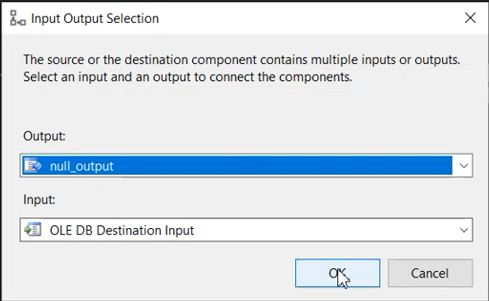 Input Output Selection
The source or the destination component contains multiple inputs or outputs.
Select an input and an output to connect the components.
Output:
null_output
Input:
OLE DB Destination Input
OK
Cancel